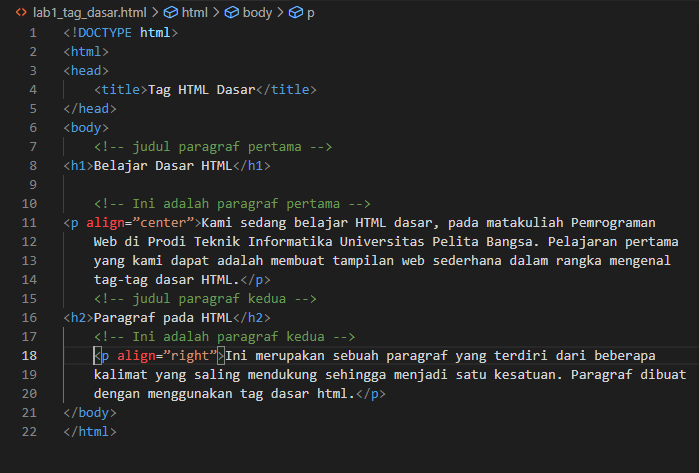 lab1_tag_dasar.html > html > body > p
1 <!DOCTYPE html>
2 <html>
3 <head>
4     <title>Tag HTML Dasar</title>
5 </head>
6 <body>
7     <!-- judul paragraf pertama -->
8 <h1>Belajar Dasar HTML</h1>
9
10     <!-- Ini adalah paragraf pertama -->
11 <p align=”center”>Kami sedang belajar HTML dasar, pada matakuliah Pemrograman
12     Web di Prodi Teknik Informatika Universitas Pelita Bangsa. Pelajaran pertama
13     yang kami dapat adalah membuat tampilan web sederhana dalam rangka mengenal
14     tag-tag dasar HTML.</p>
15     <!-- judul paragraf kedua -->
16 <h2>Paragraf pada HTML</h2>
17     <!-- Ini adalah paragraf kedua -->
18     <p align=”right”>Ini merupakan sebuah paragraf yang terdiri dari beberapa
19     kalimat yang saling mendukung sehingga menjadi satu kesatuan. Paragraf dibuat
20     dengan menggunakan tag dasar html.</p>
21 </body>
22 </html>